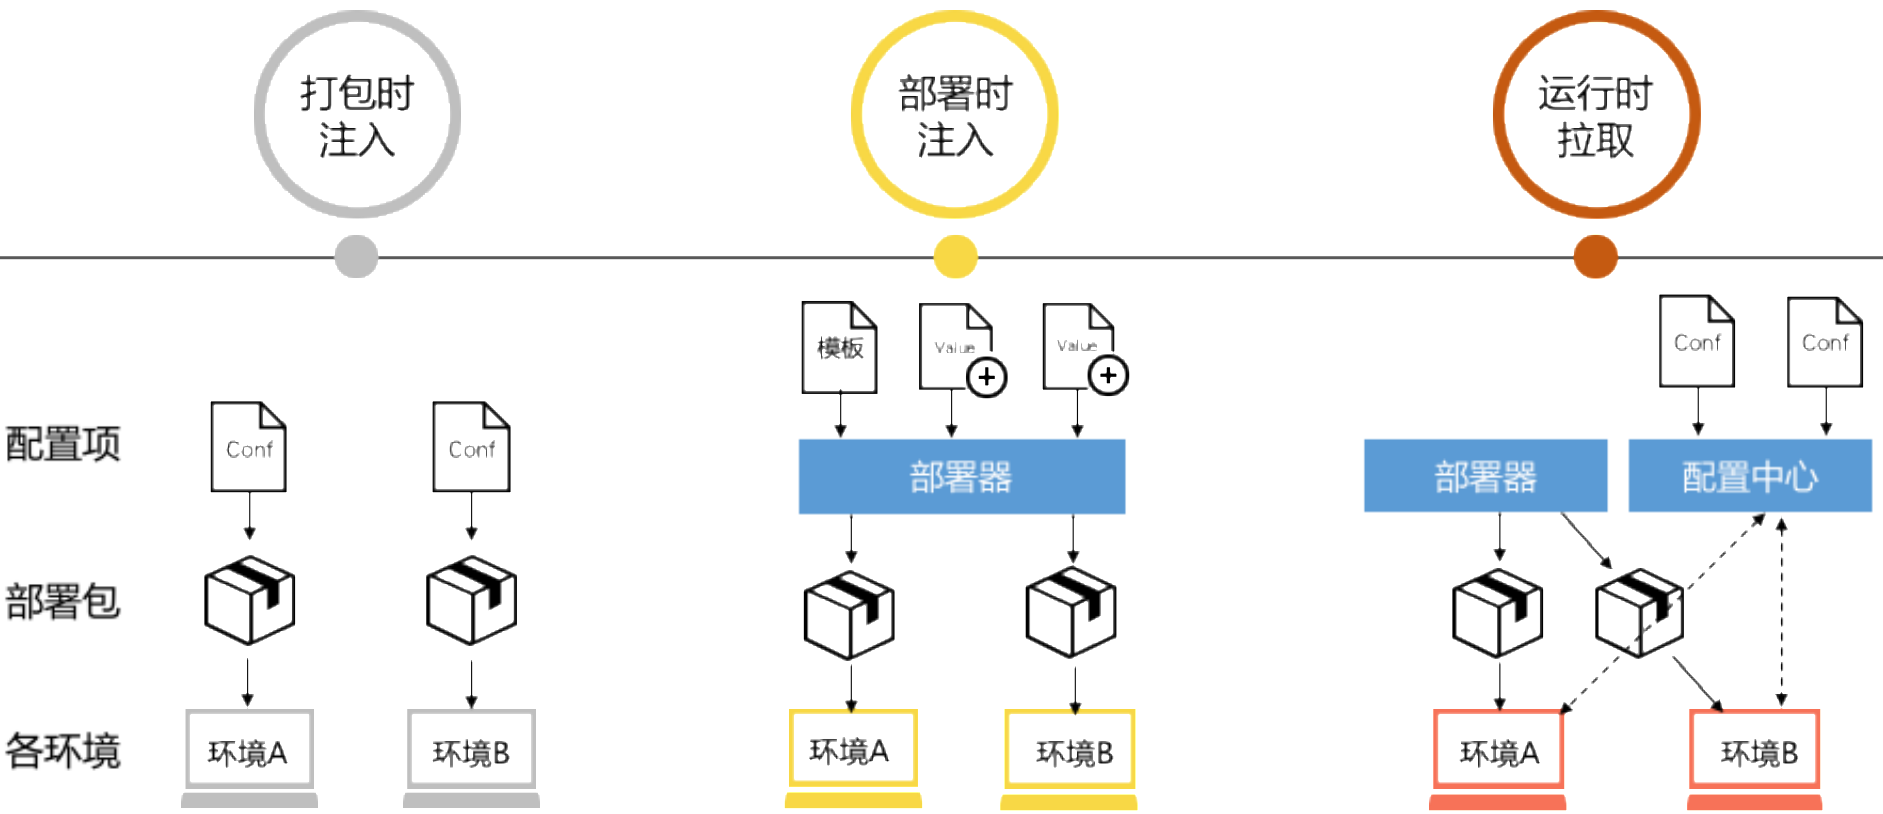 打包时
注入
部署时
注入
运行时
拉取
模板
Value
Value
Conf
Conf
配置项
Conf
Conf
部署器
部署器
配置中心
部署包
各环境
环境A
环境B
环境A
环境B
环境A
环境B